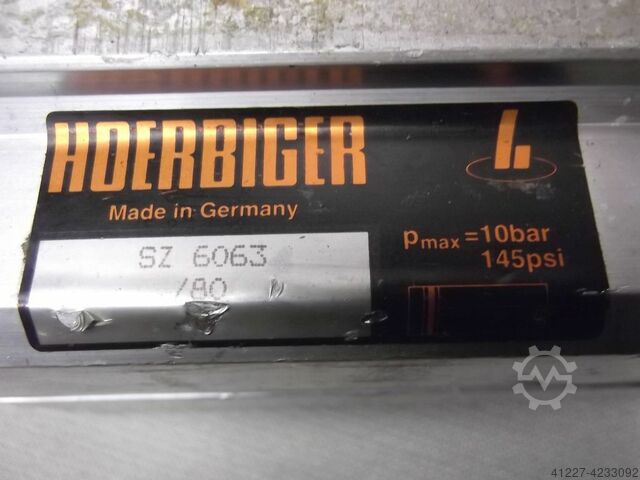 HOERBIGER
Made in Germany
SZ 6063
/80
pmax =10bar
145psi
41227-4233092